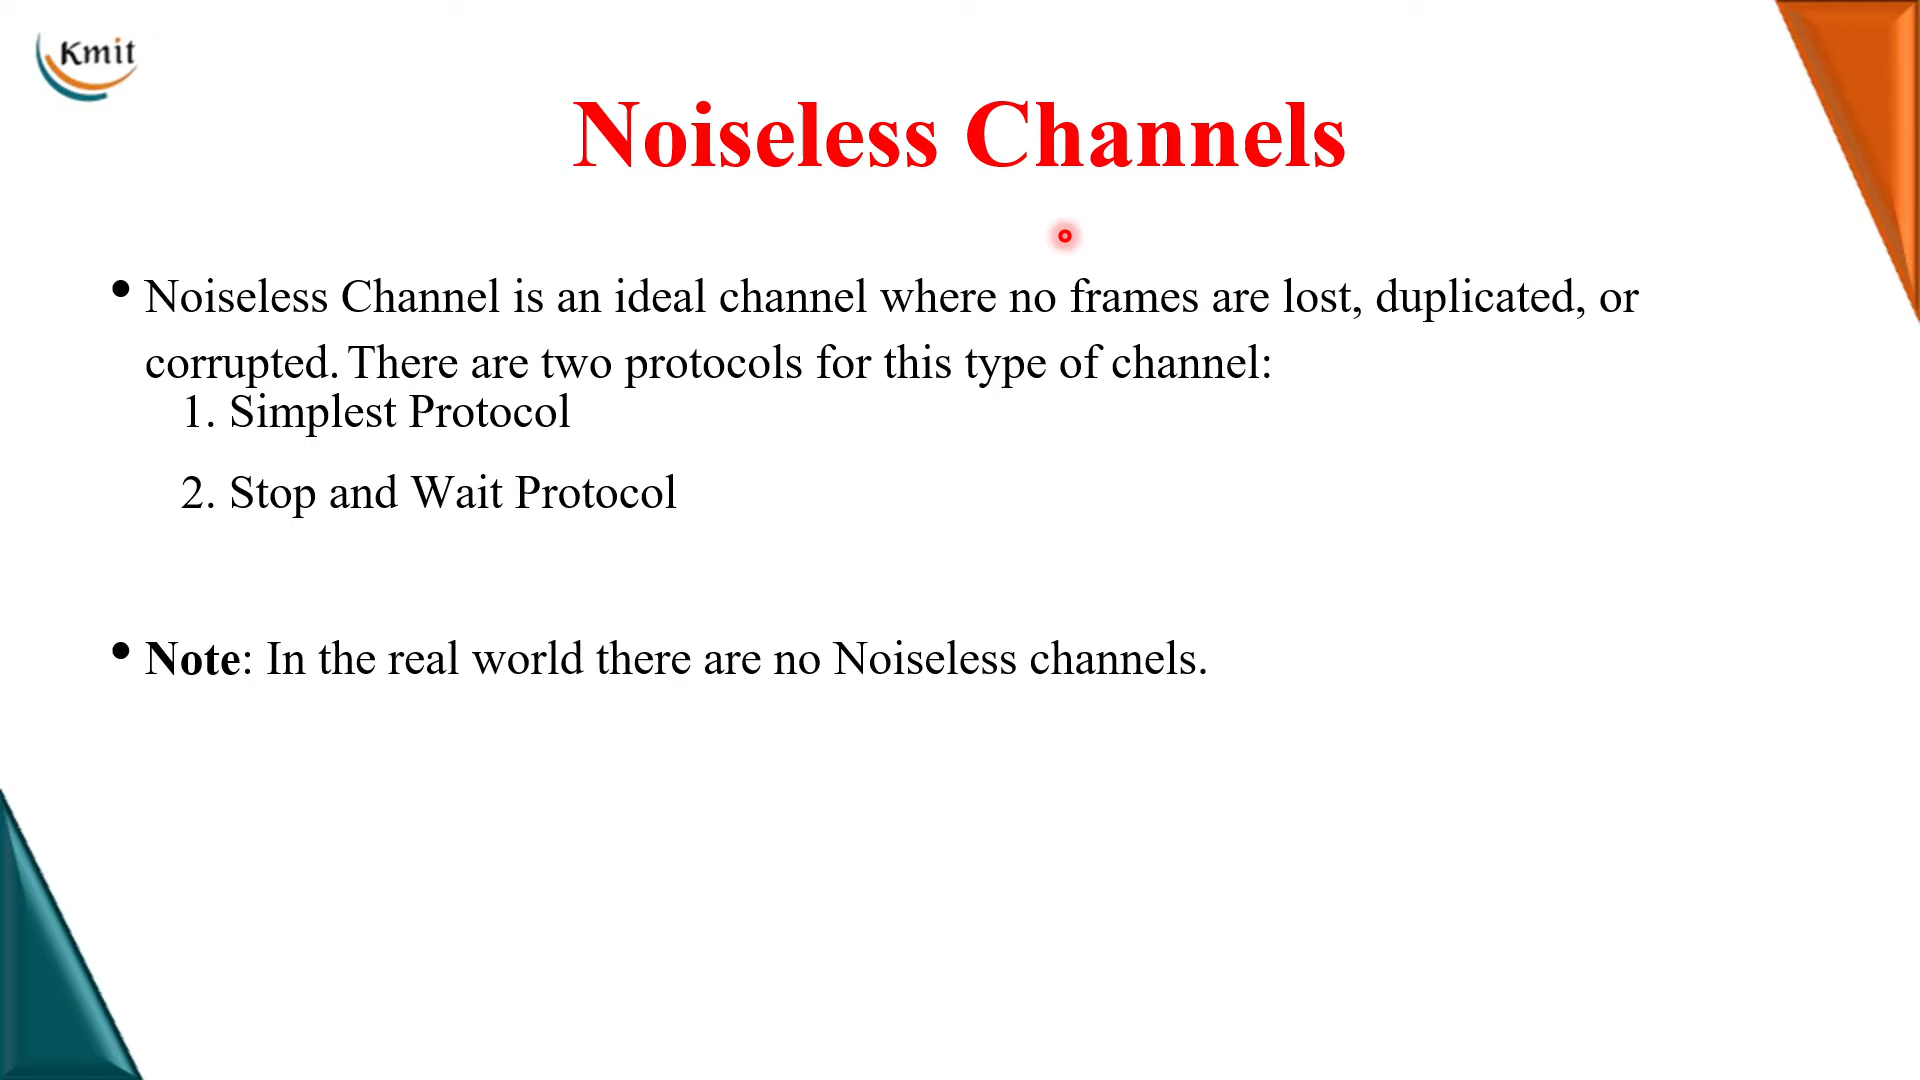 Kmit
Noiseless Channels
• Noiseless Channel is an ideal channel where no frames are lost, duplicated, or
corrupted. There are two protocols for this type of channel:
1. Simplest Protocol
2. Stop and Wait Protocol
• Note: In the real world there are no Noiseless channels.